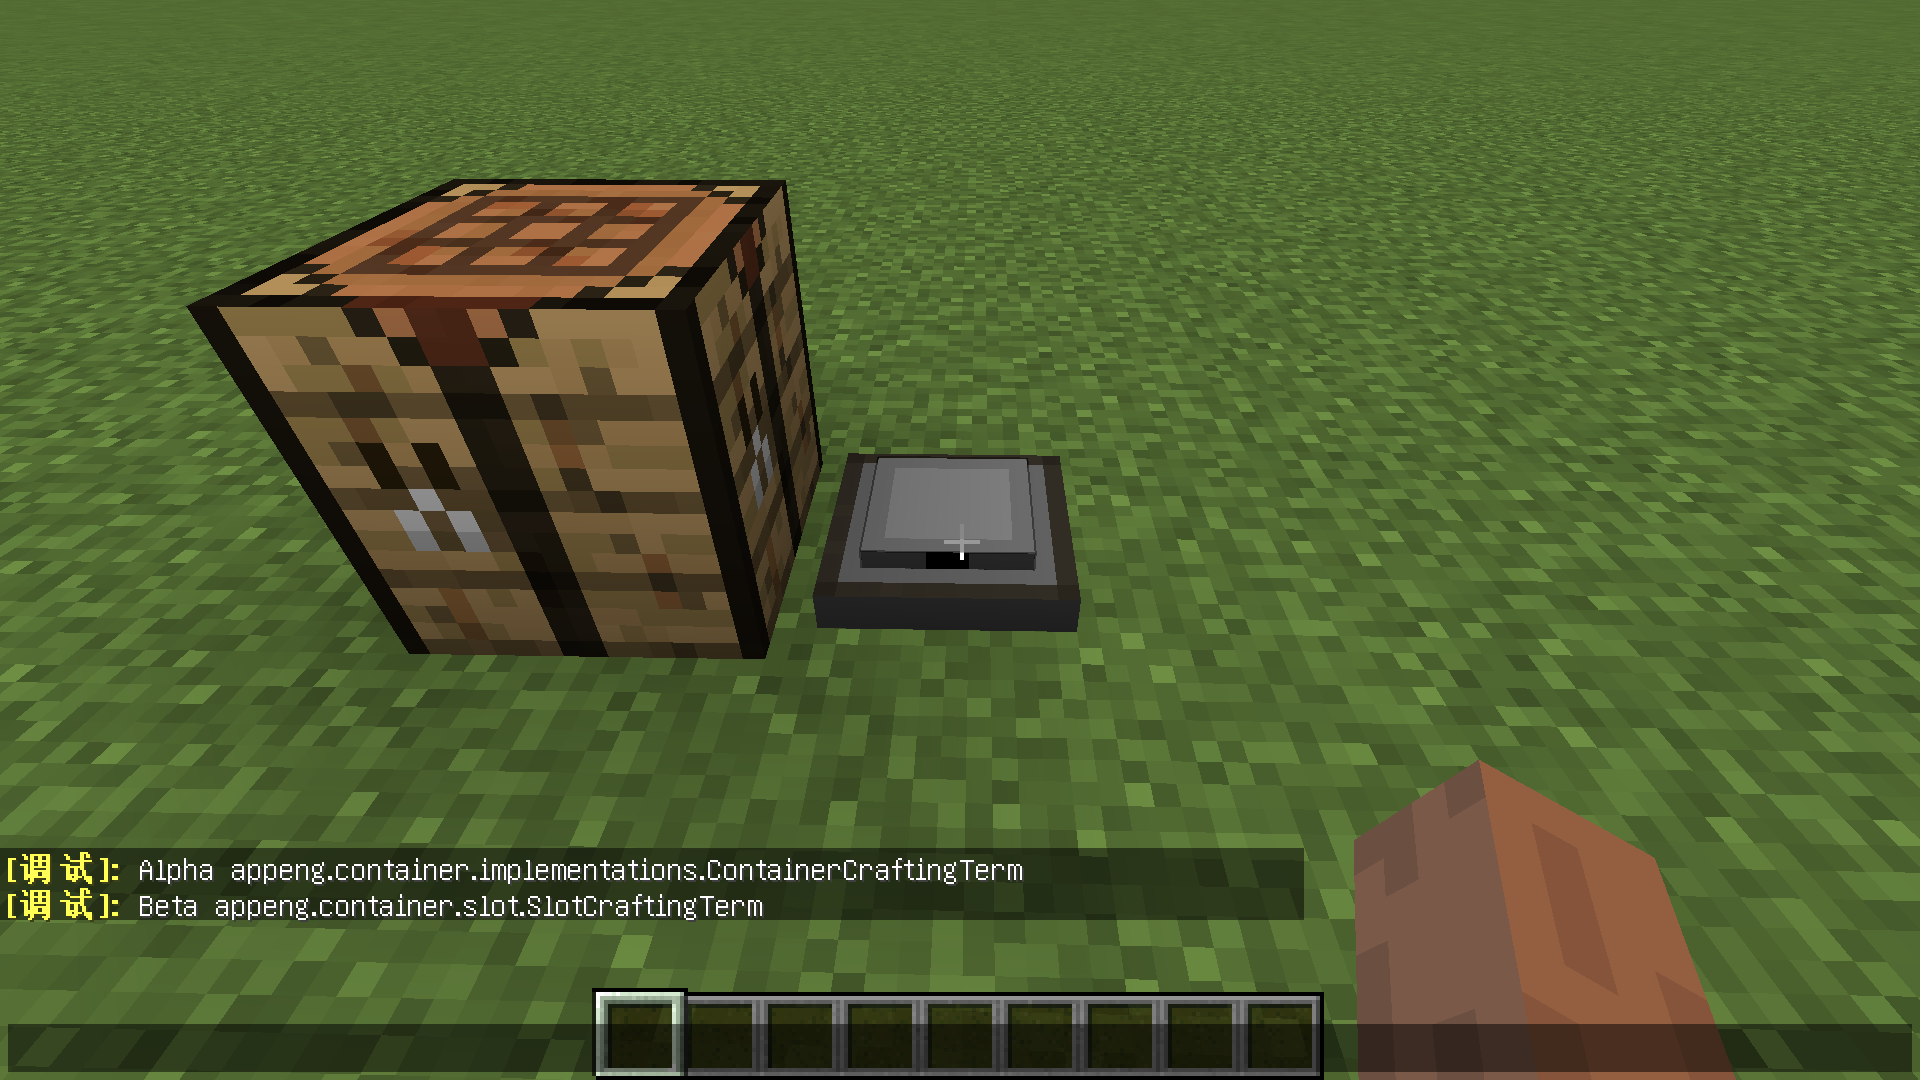 [调试]: Alpha appeng.container.implementations.ContainerCraftingTerm
[调试]: Beta appeng.container.slot.SlotCraftingTerm